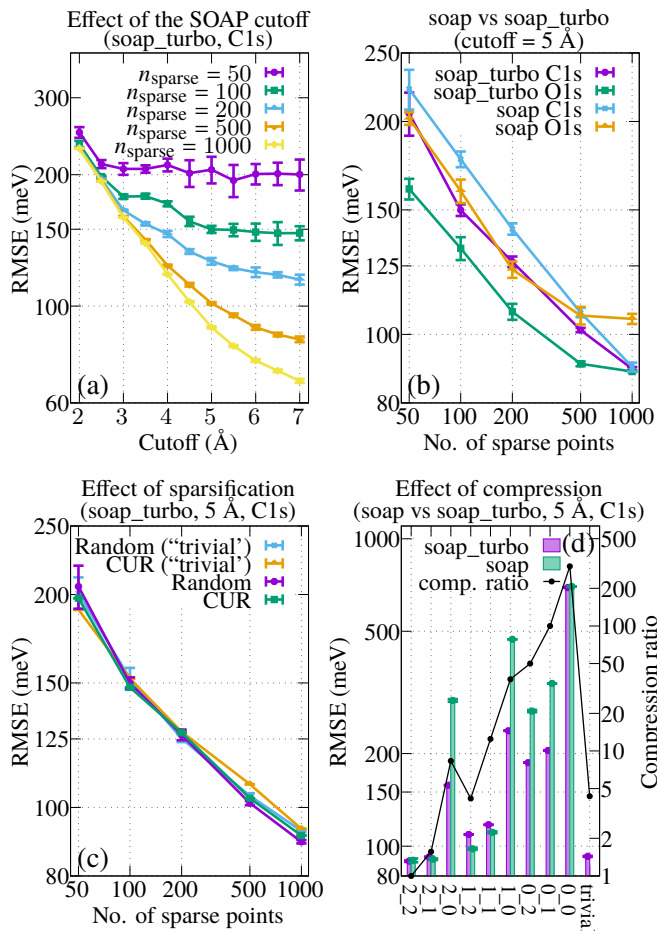 Effect of the SOAP cutoff
(soap_turbo, C1s)
n_sparse = 50
n_sparse = 100
n_sparse = 200
n_sparse = 500
n_sparse = 1000
300
200
150
100
60
RMSE (meV)
(a)
2 3 4 5 6 7
Cutoff (Å)
soap vs soap_turbo
(cutoff = 5 Å)
soap_turbo C1s
soap_turbo O1s
soap C1s
soap O1s
250
200
150
125
100
80
RMSE (meV)
(b)
50 100 200 500 1000
No. of sparse points
Effect of sparsification
(soap_turbo, 5 Å, C1s)
Random (“trivial’)
CUR (“trivial’)
Random
CUR
250
200
150
125
100
80
RMSE (meV)
(c)
50 100 200 500 1000
No. of sparse points
Effect of compression
(soap vs soap_turbo, 5 Å, C1s)
soap_turbo
soap
comp. ratio
(d)
1000
500
200
150
100
80
RMSE (meV)
500
200
100
50
20
10
5
2
1
Compression ratio
2_2
2_1
2_0
1_2
1_1
1_0
0_2
0_1
0_0
trivia